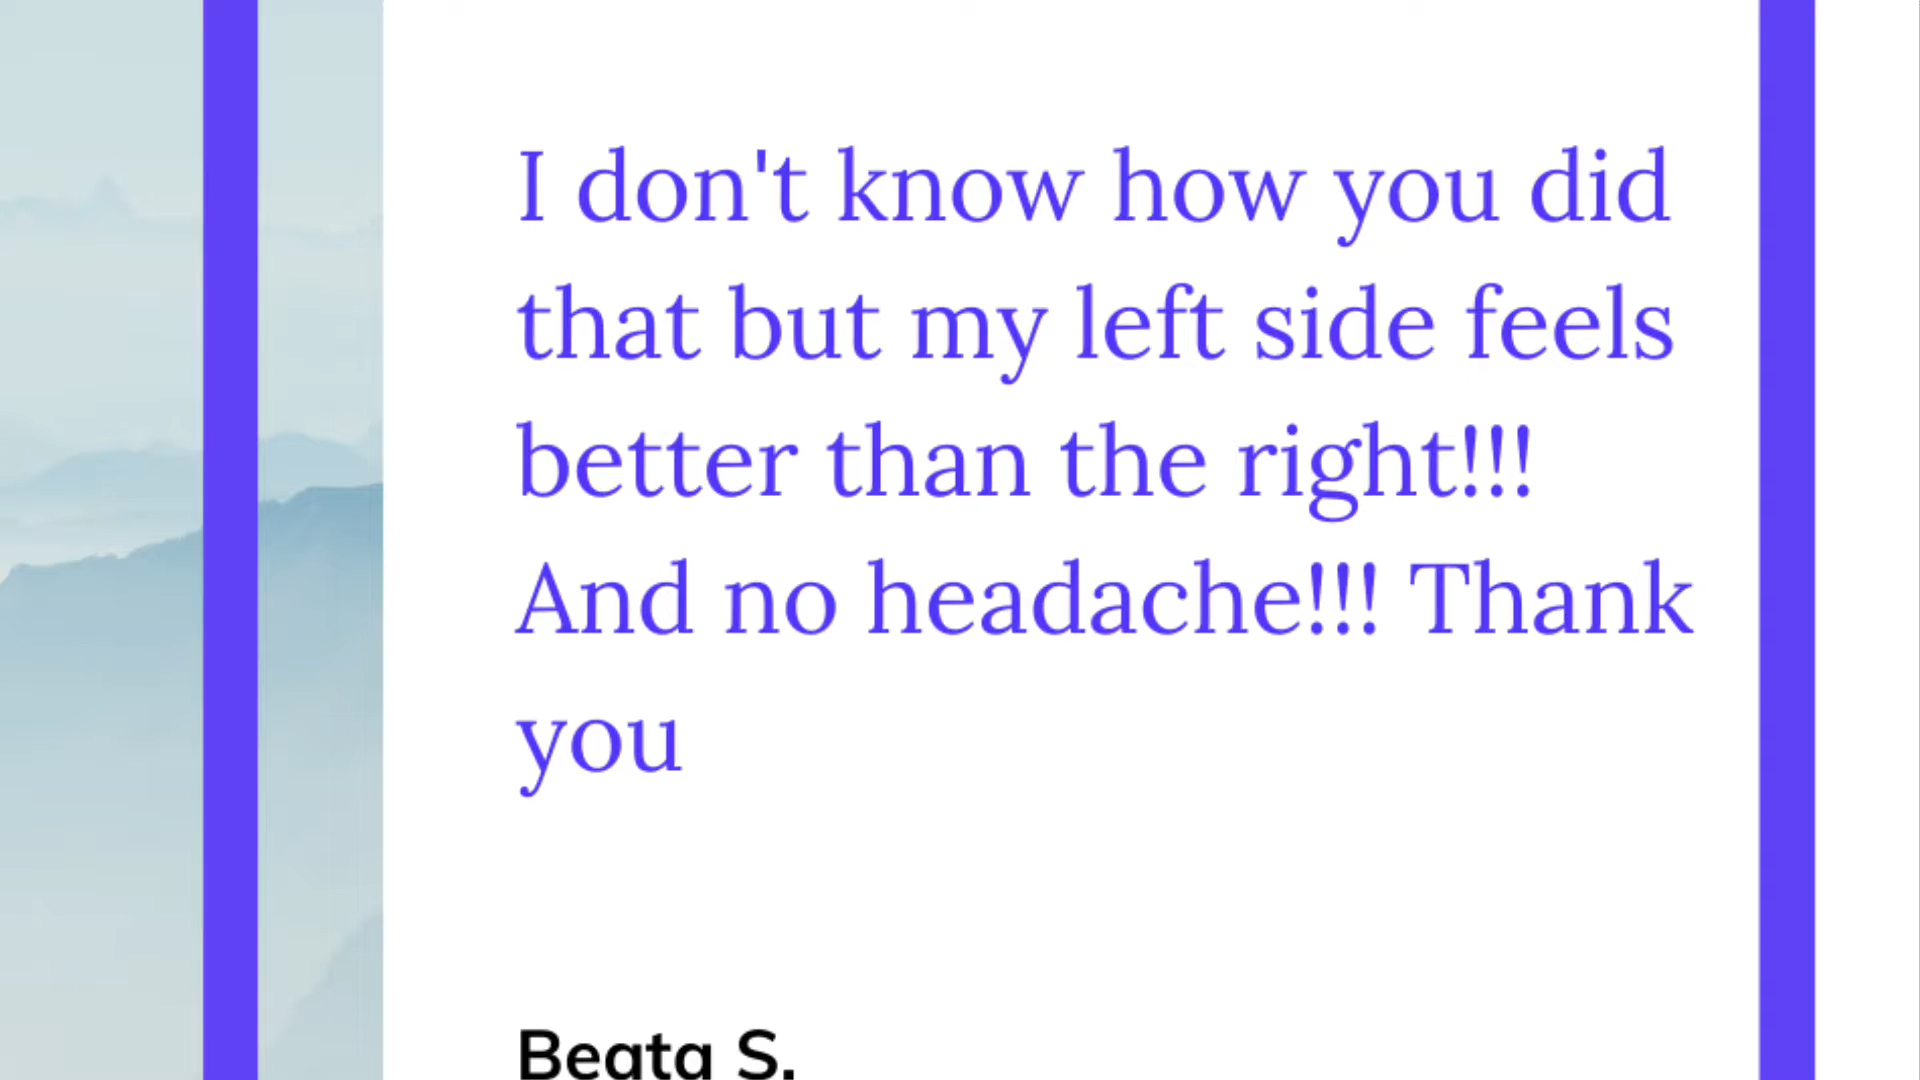 I don't know how you did
that but my left side feels
better than the right!!!
And no headache!!! Thank
you
Beata S.